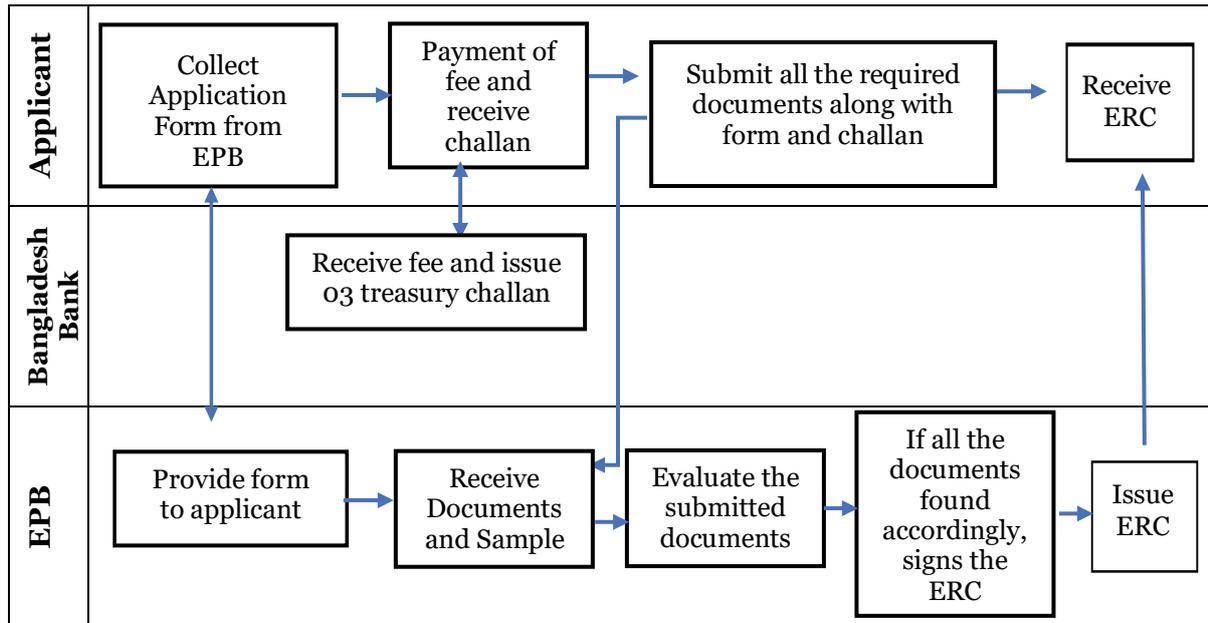 Applicant
Collect
Application
Form from
EPB
Payment of
fee and
receive
challan
Submit all the required
documents along with
form and challan
Receive
ERC
Bangladesh
Bank
Receive fee and issue
03 treasury challan
EPB
Provide form
to applicant
Receive
Documents
and Sample
Evaluate the
submitted
documents
If all the
documents
found
accordingly,
signs the
ERC
Issue
ERC